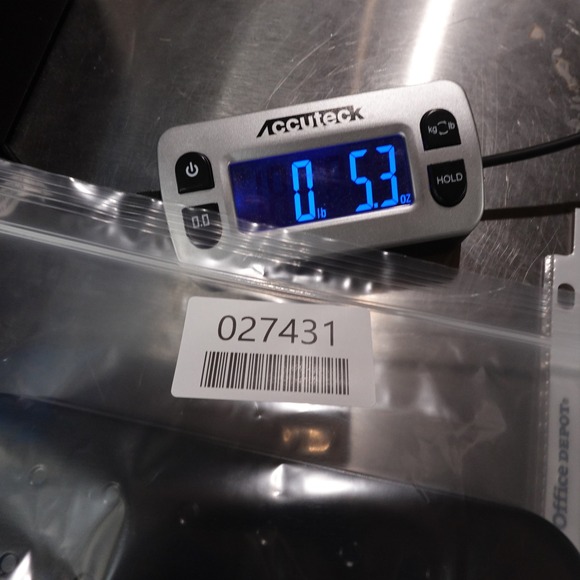 Accuteck
kg lb
0 lb 5.3 oz
HOLD
0.0
027431
Office DEPOT